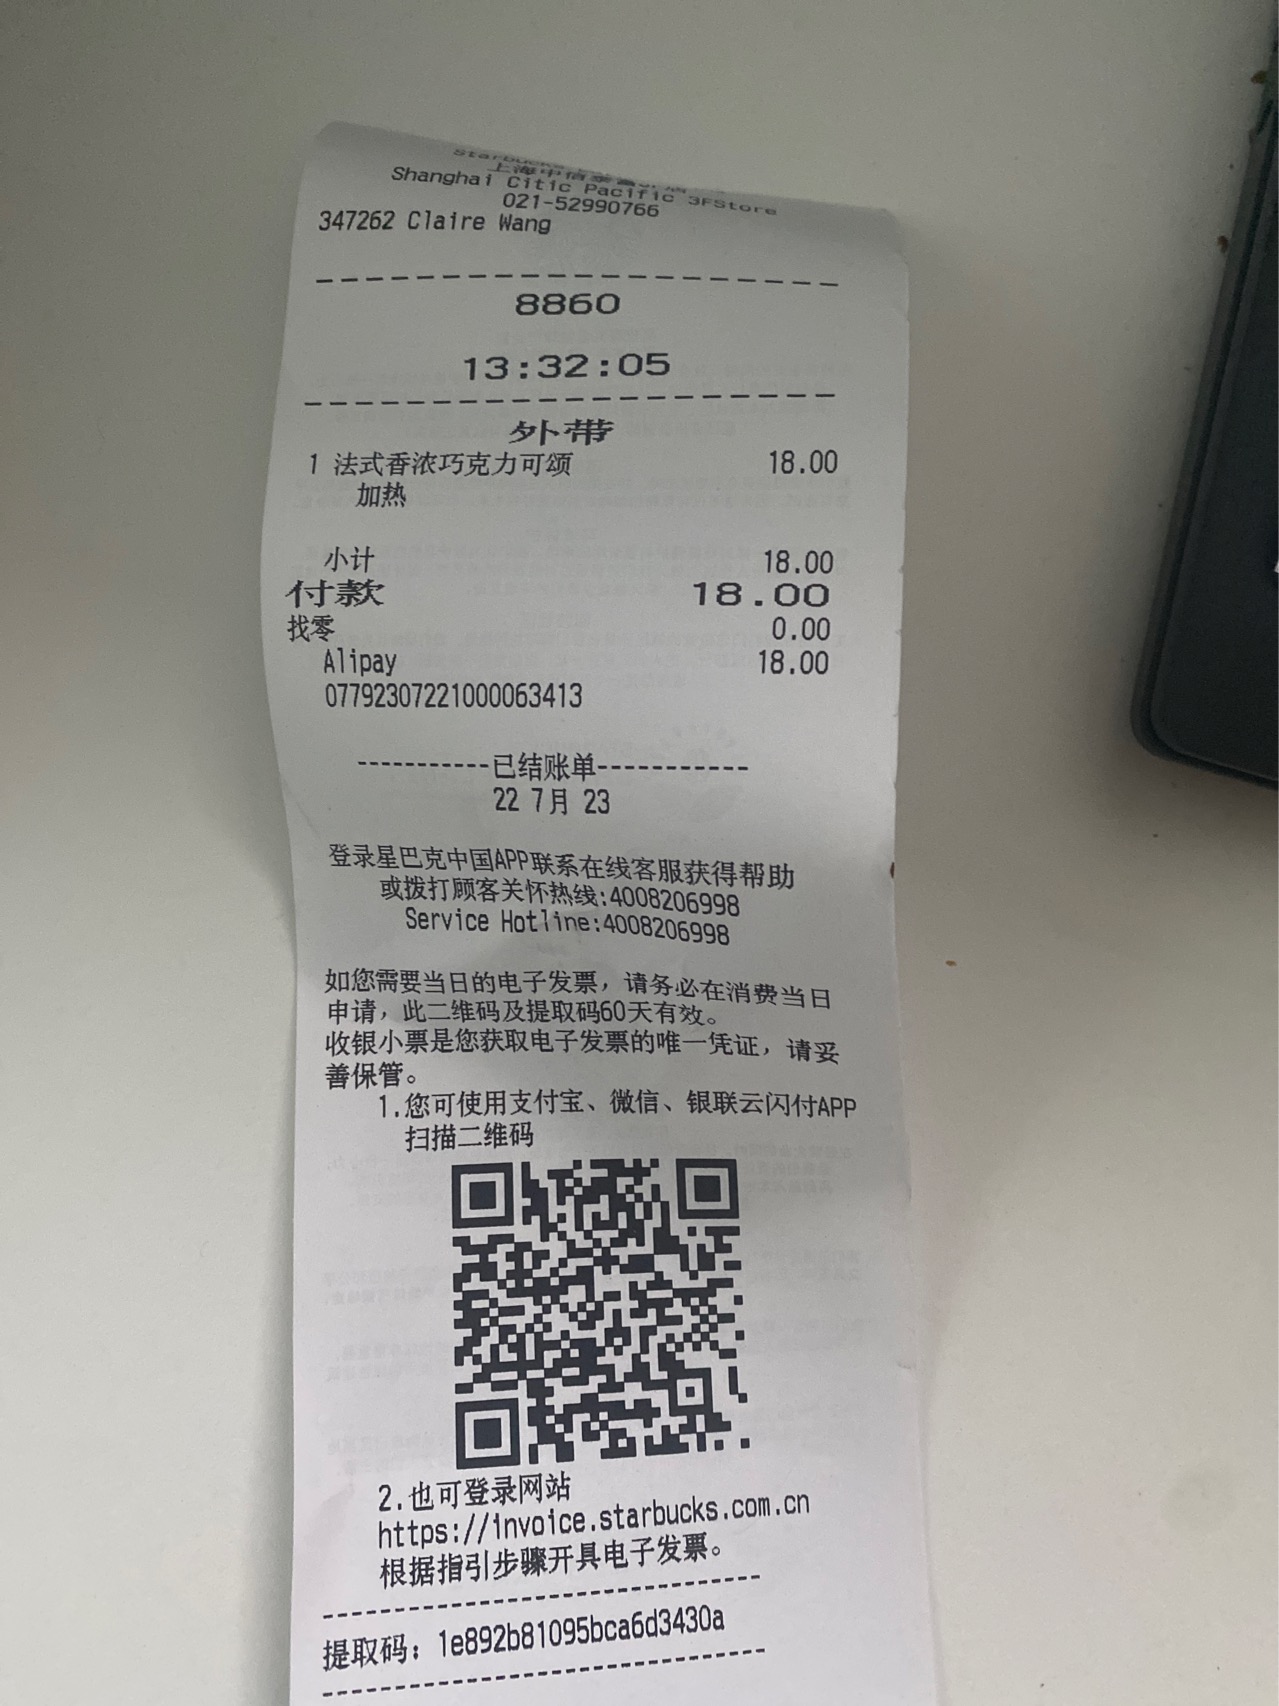 Starbucks
上海中信泰富
Shanghai Citic Pacific 3FStore
021-52990766
347262 Claire Wang
8860
13:32:05
外带
1 法式香浓巧克力可颂 18.00
加热
小计 18.00
付款 18.00
找零 0.00
Alipay 18.00
07792307221000063413
-----------已结账单-----------
22 7月 23
登录星巴克中国APP联系在线客服获得帮助
或拨打顾客关怀热线:4008206998
Service Hotline:4008206998
如您需要当日的电子发票，请务必在消费当日
申请，此二维码及提取码60天有效。
收银小票是您获取电子发票的唯一凭证，请妥
善保管。
1.您可使用支付宝、微信、银联云闪付APP
扫描二维码
2.也可登录网站
https://invoice.starbucks.com.cn
根据指引步骤开具电子发票。
提取码：1e892b81095bca6d3430a